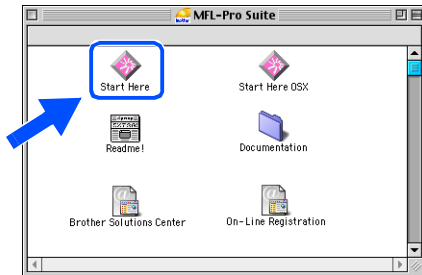 MFL-Pro Suite
Start Here
Start Here OSX
Readme!
Documentation
Brother Solutions Center
On-Line Registration